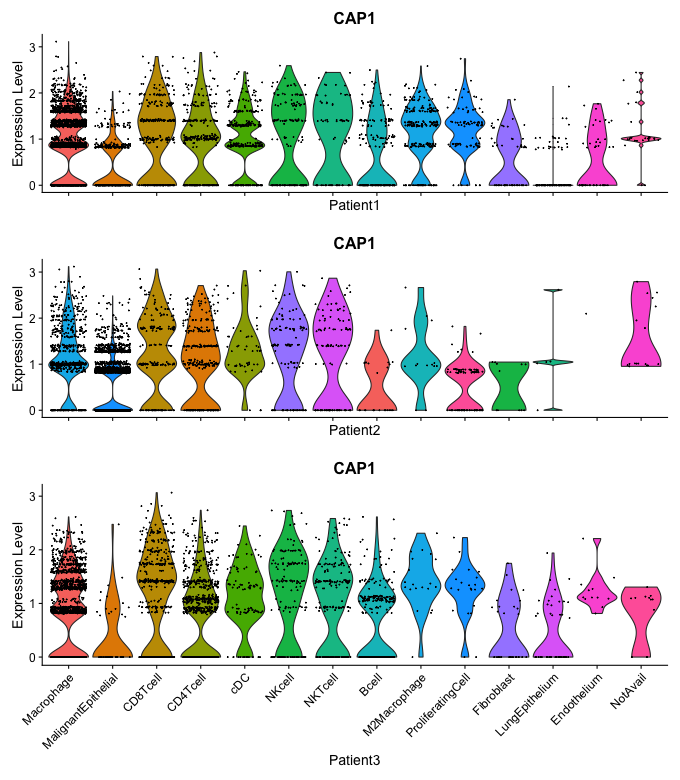 CAP1
Expression Level
3
2
1
0
Patient1
CAP1
Expression Level
3
2
1
0
Patient2
CAP1
Expression Level
3
2
1
0
Macrophage
MalignantEpithelial
CD8Tcell
CD4Tcell
cDC
NKcell
NKTcell
Bcell
M2Macrophage
ProliferatingCell
Fibroblast
LungEpithelium
Endothelium
NotAvail
Patient3